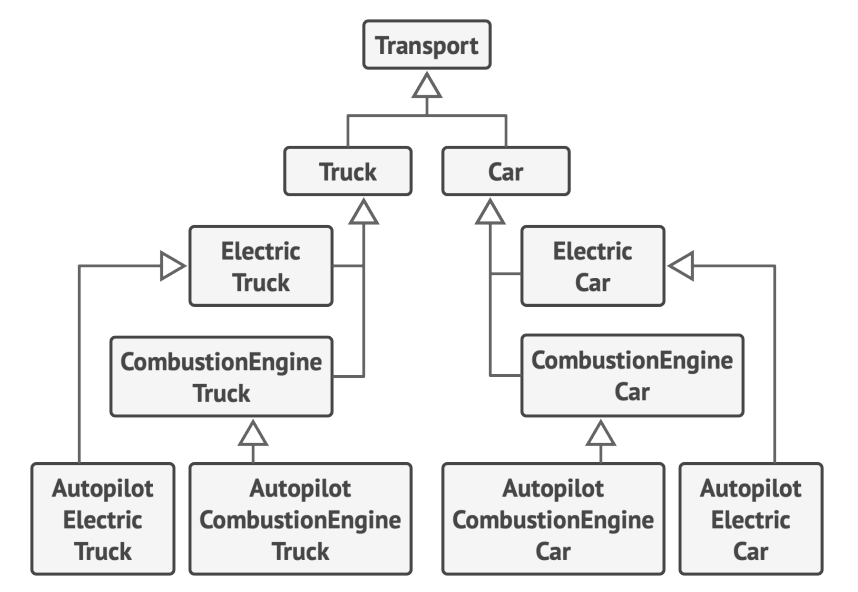 Transport
Truck
Car
Electric
Truck
Electric
Car
CombustionEngine
Truck
CombustionEngine
Car
Autopilot
Electric
Truck
Autopilot
CombustionEngine
Truck
Autopilot
CombustionEngine
Car
Autopilot
Electric
Car